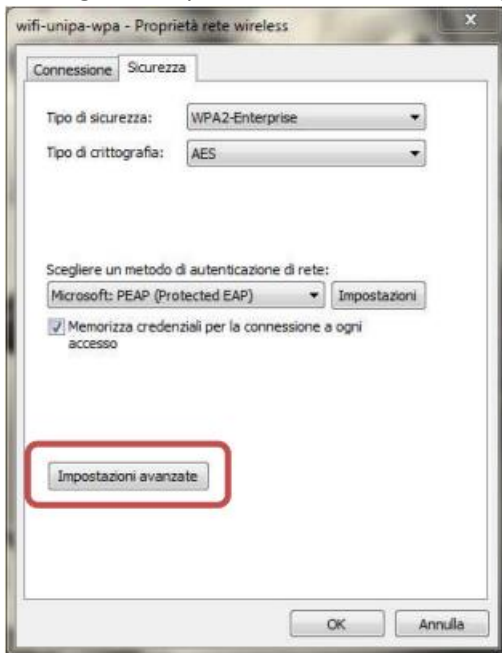 wifi-unipa-wpa - Proprietà rete wireless
Connessione Sicurezza
Tipo di sicurezza: WPA2-Enterprise
Tipo di crittografia: AES
Scegliere un metodo di autenticazione di rete:
Microsoft: PEAP (Protected EAP) Impostazioni
Memorizza credenziali per la connessione a ogni
accesso
Impostazioni avanzate
OK Annulla